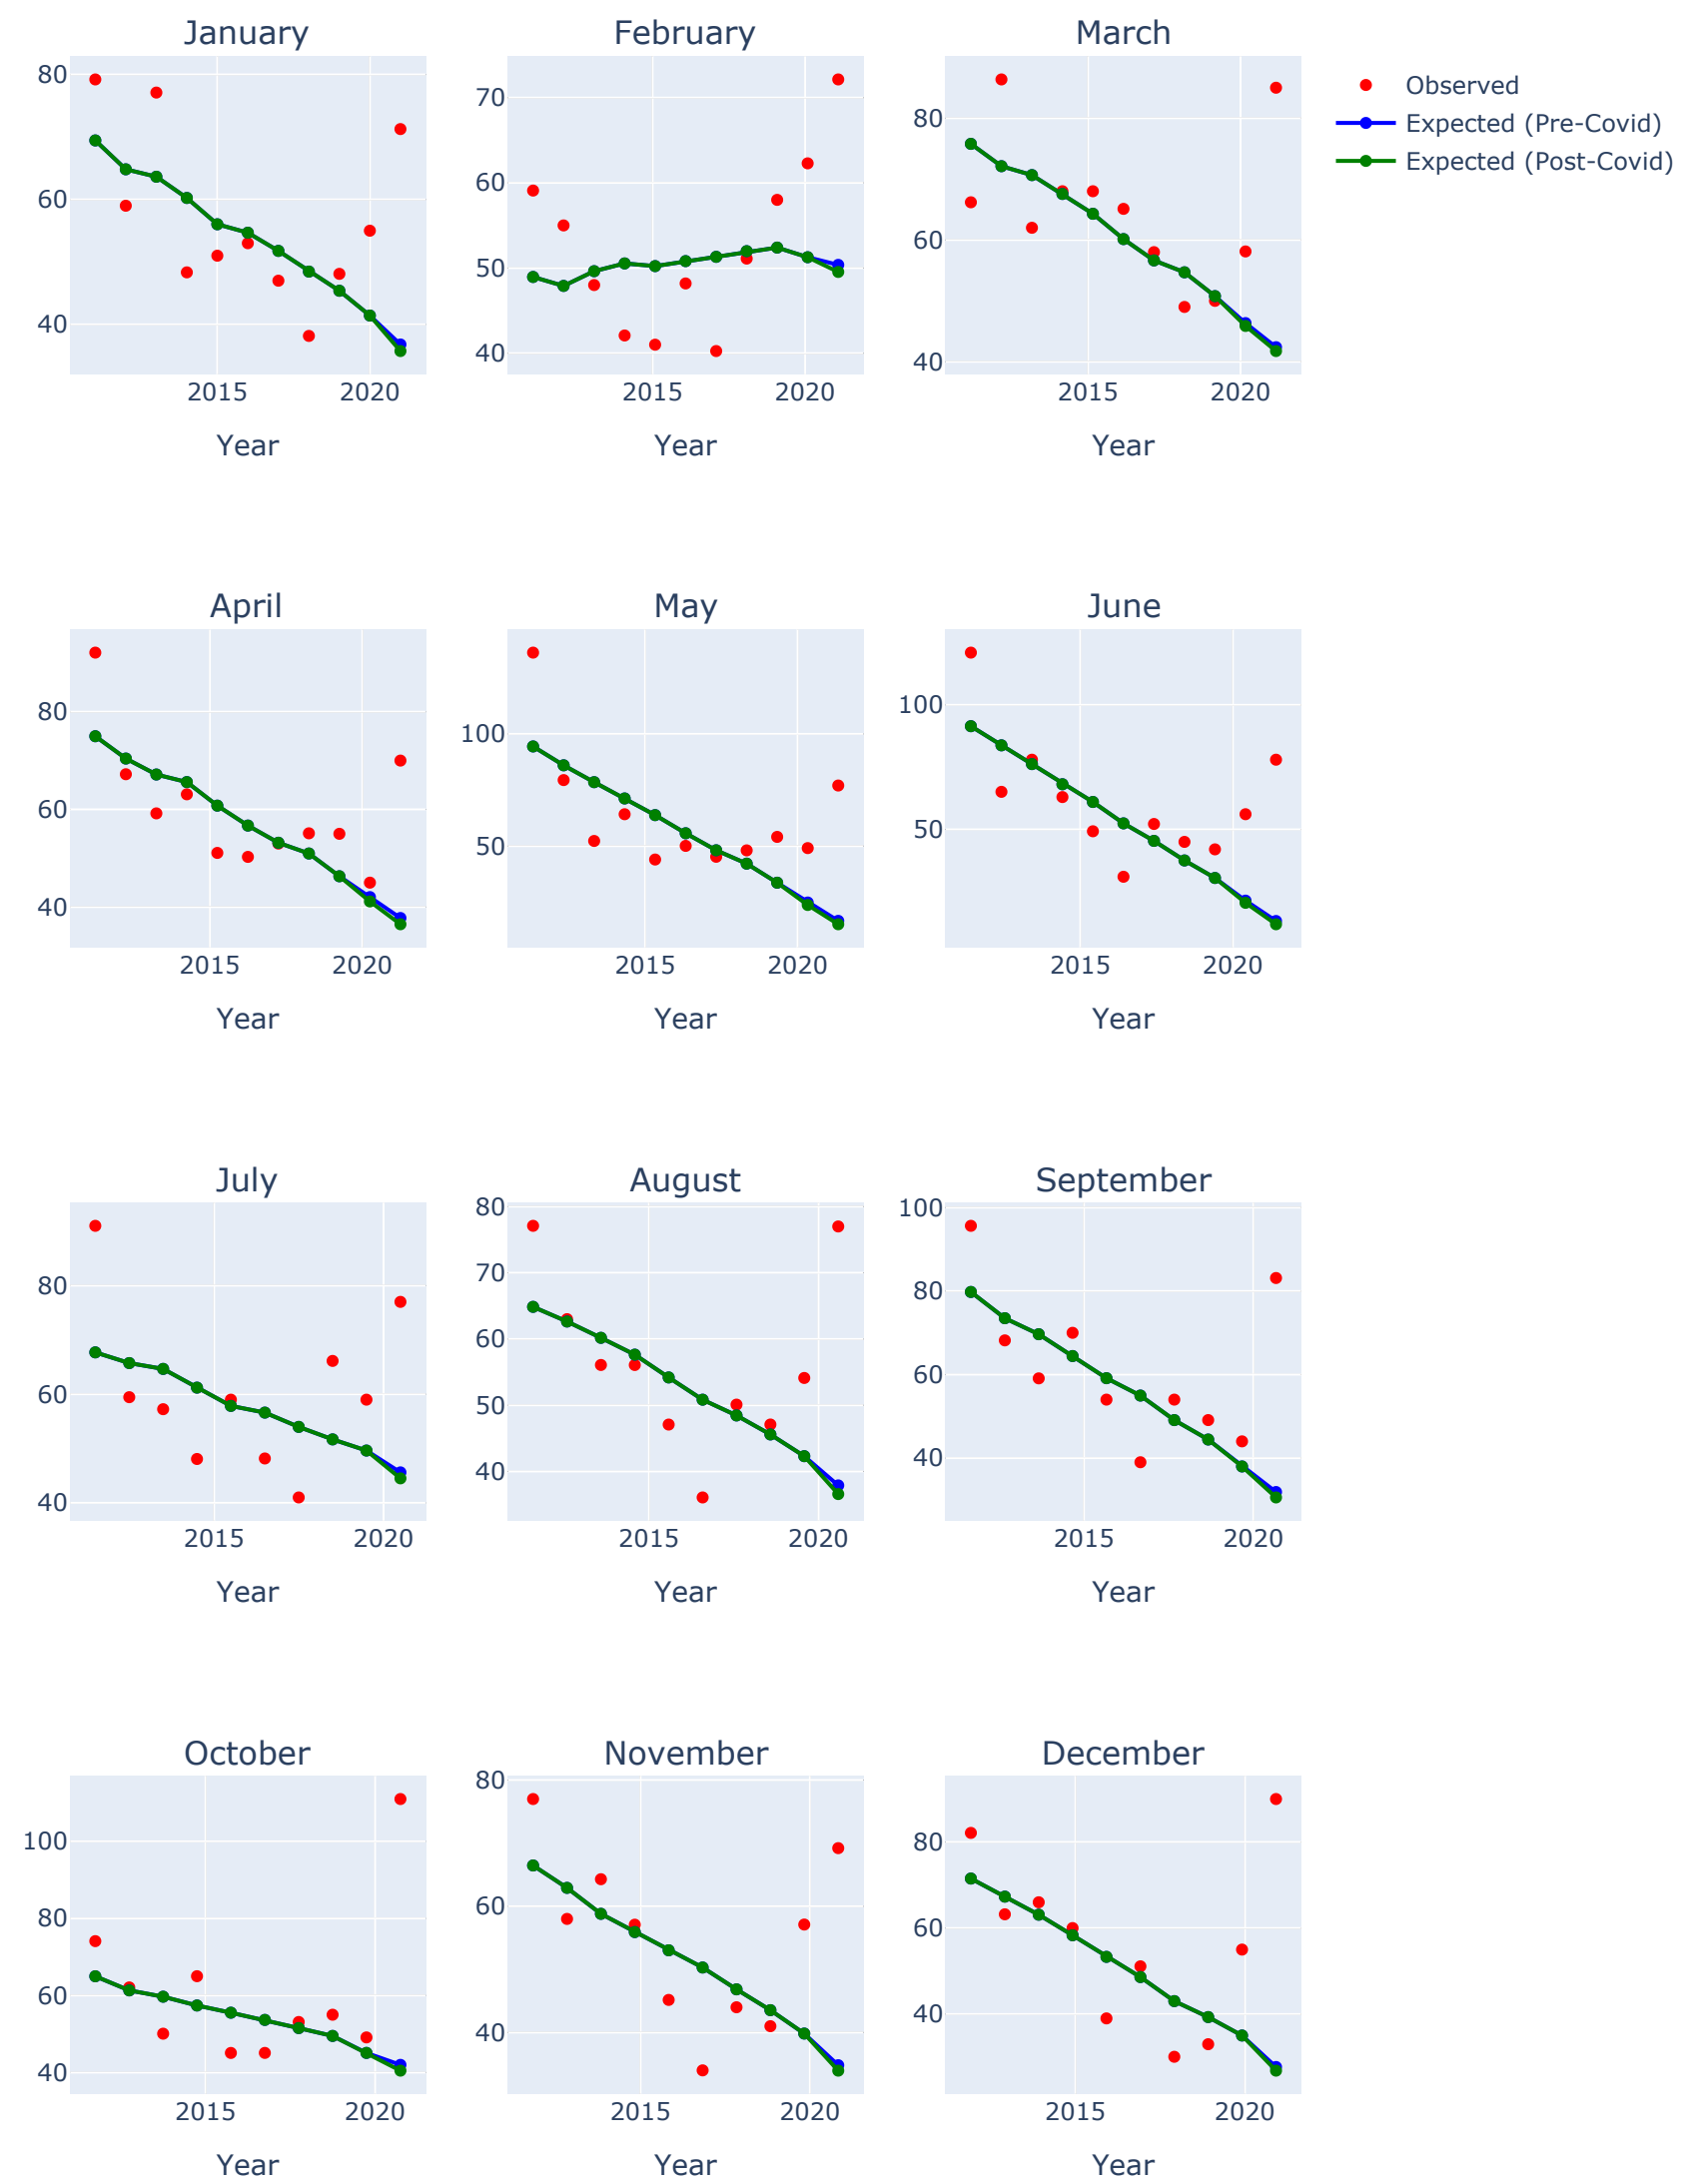 January February March
80
60
40
2015 2020
Year
70
60
50
40
2015 2020
Year
80
60
40
2015 2020
Year
Observed
Expected (Pre-Covid)
Expected (Post-Covid)
April May June
80
60
40
2015 2020
Year
100
50
2015 2020
Year
100
50
2015 2020
Year
July August September
80
60
40
2015 2020
Year
80
70
60
50
40
2015 2020
Year
100
80
60
40
2015 2020
Year
October November December
100
80
60
40
2015 2020
Year
80
60
40
2015 2020
Year
80
60
40
2015 2020
Year